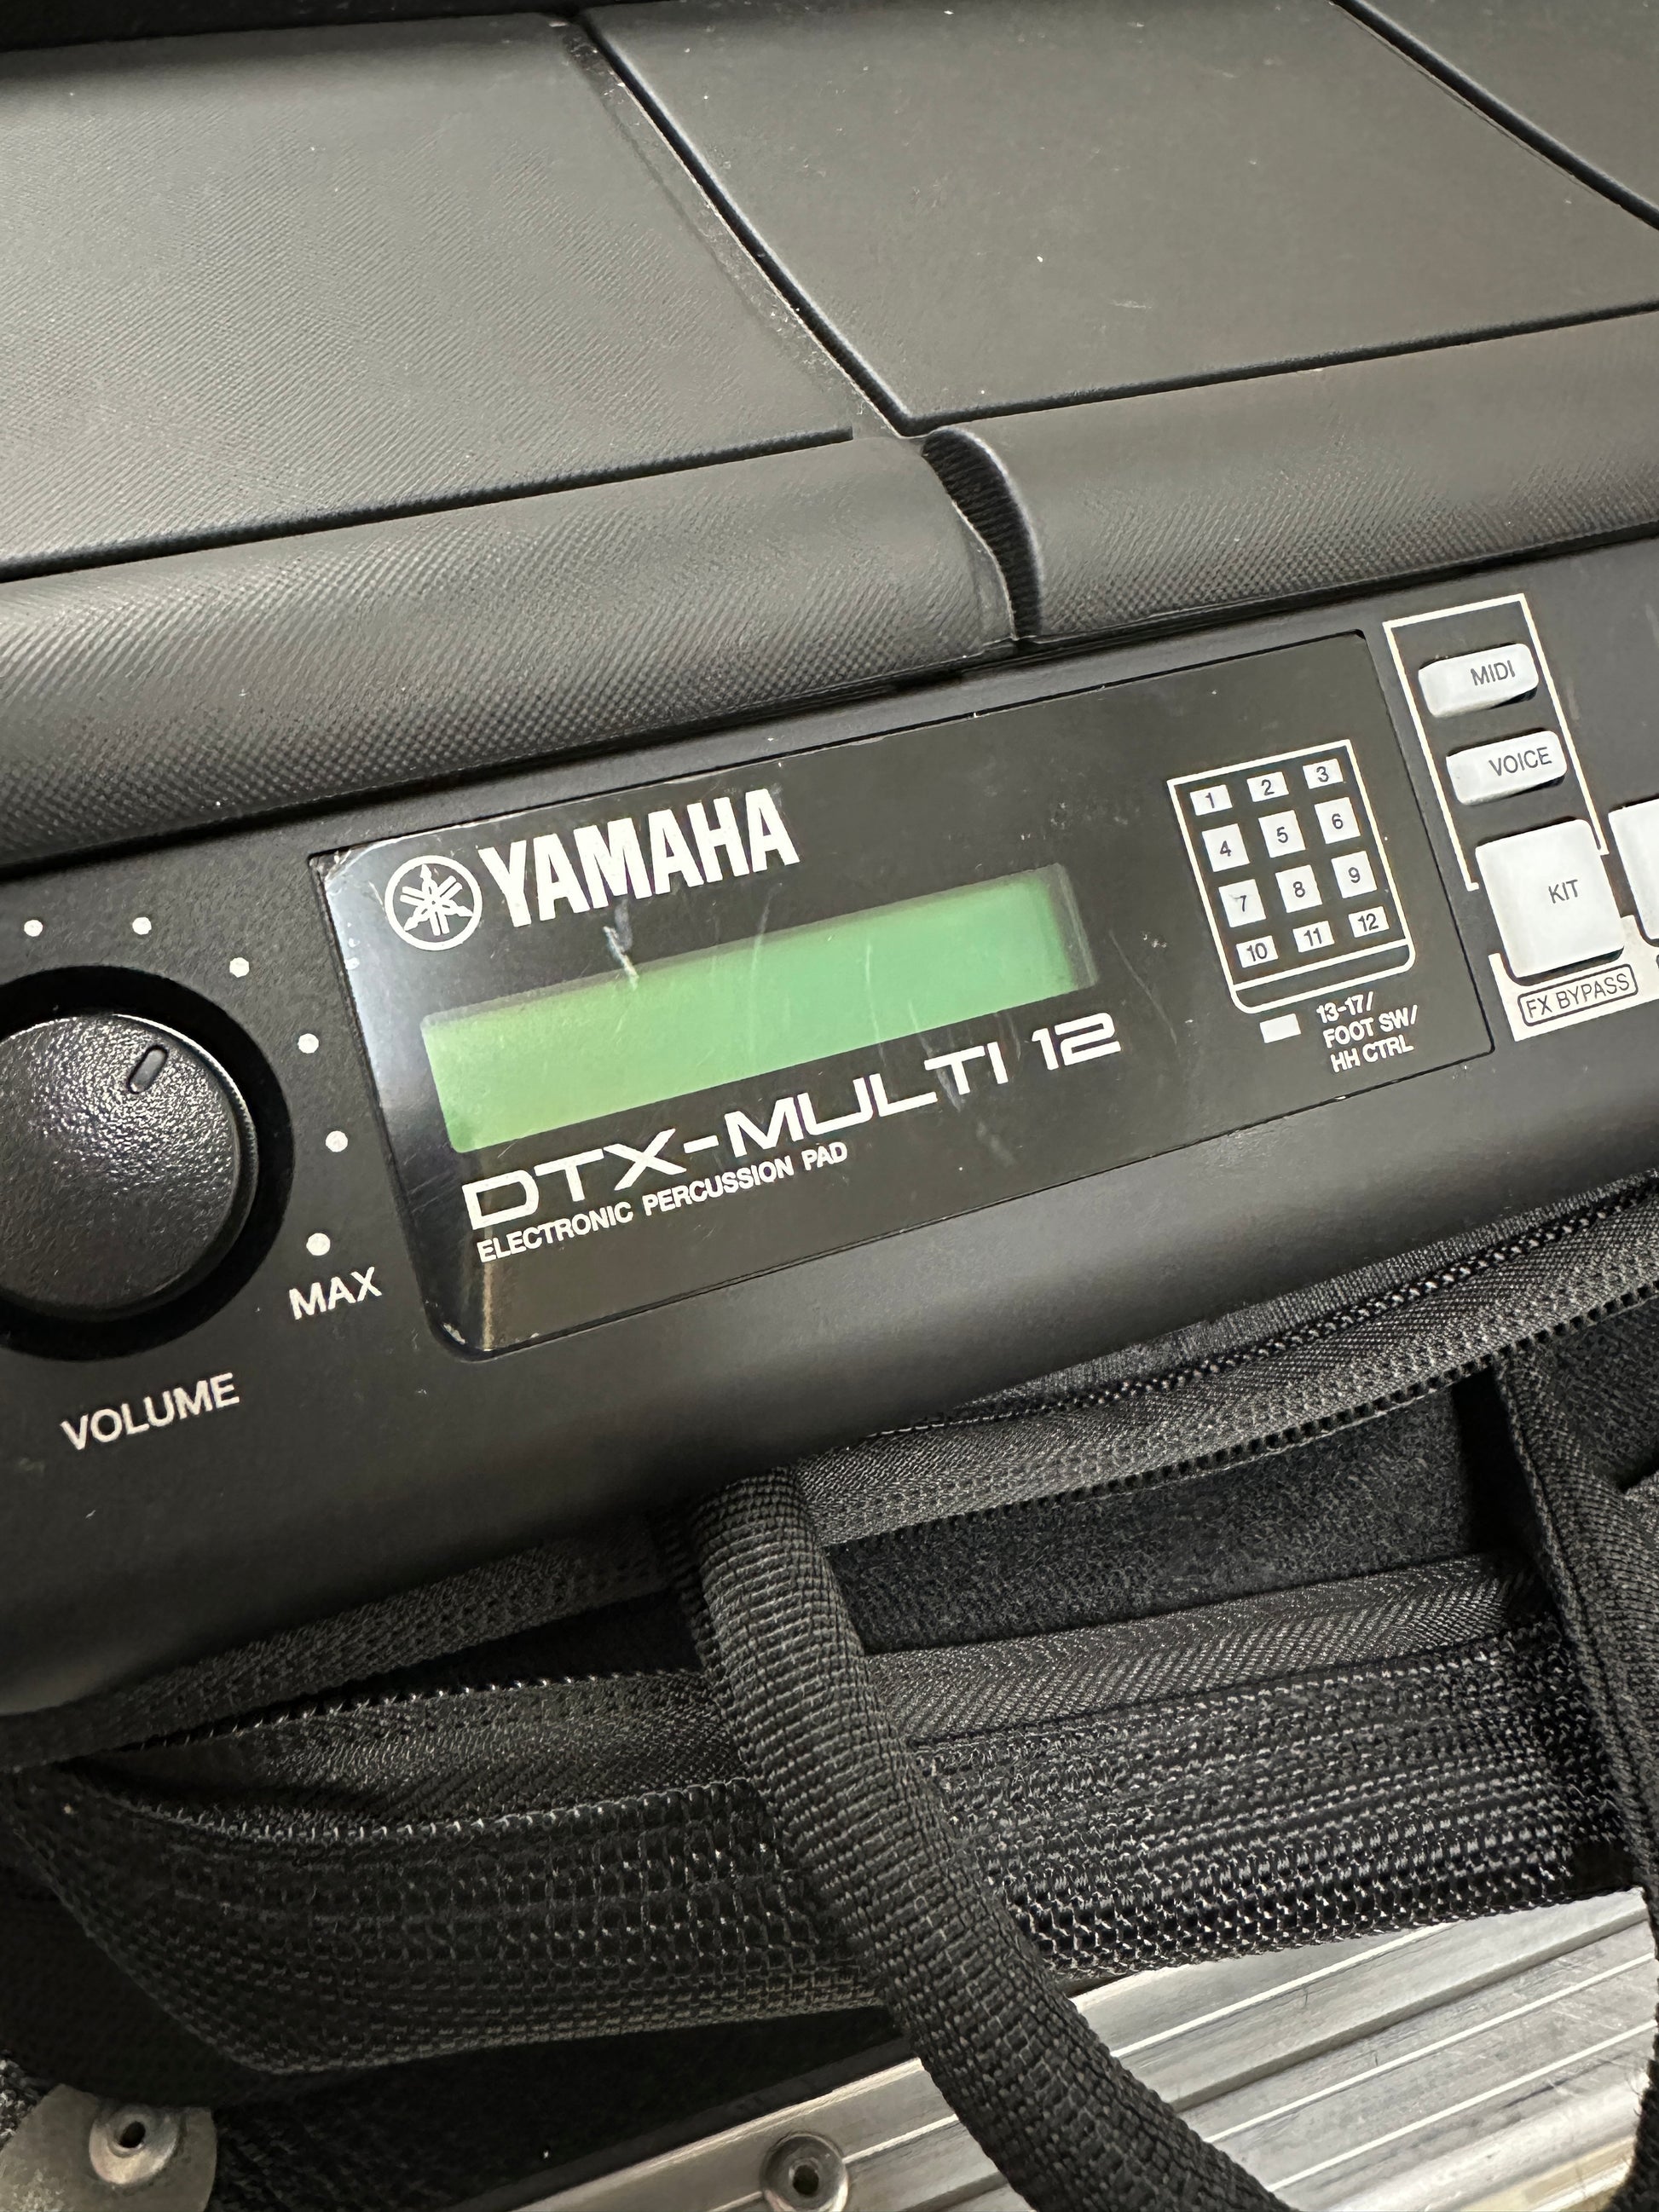 YAMAHA
DTX-MULTI 12
ELECTRONIC PERCUSSION PAD
MAX
VOLUME
1 2 3
4 5 6
7 8 9
10 11 12
13-17/
FOOT SW/
HH CTRL
MIDI
VOICE
KIT
FX BYPASS